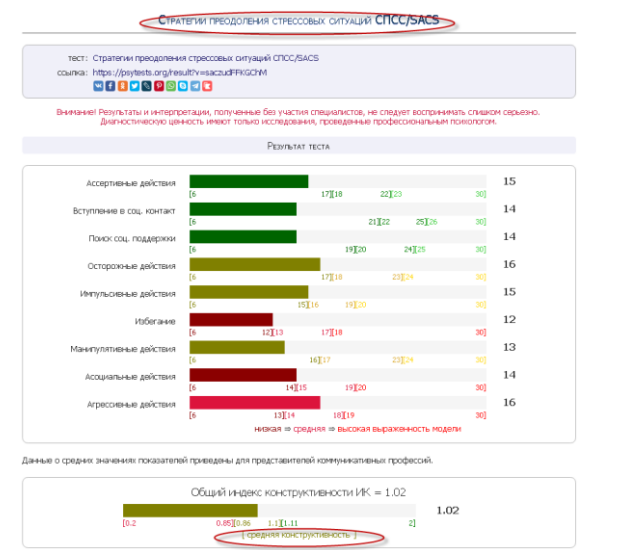 Стратегии преодоления стрессовых ситуаций СПСС/SACS
тест: Стратегии преодоления стрессовых ситуаций СПСС/SACS
ссылка: https://psytests.org/result?v=saczudFFKGChM
Внимание! Результаты и интерпретации, полученные без участия специалистов, не следует воспринимать слишком серьезно.
Диагностическую ценность имеют только исследования, проведенные профессиональным психологом.
Результат теста
Ассертивные действия 15
[6 17][18 22][23 30]
Вступление в соц. контакт 14
[6 21][22 25][26 30]
Поиск соц. поддержки 14
[6 19][20 24][25 30]
Осторожные действия 16
[6 17][18 23][24 30]
Импульсивные действия 15
[6 15][16 19][20 30]
Избегание 12
[6 12][13 17][18 30]
Манипулятивные действия 13
[6 16][17 23][24 30]
Асоциальные действия 14
[6 14][15 19][20 30]
Агрессивные действия 16
[6 13][14 18][19 30]
низкая ⇒ средняя ⇒ высокая выраженность модели
Данные о средних значениях показателей приведены для представителей коммуникативных профессий.
Общий индекс конструктивности ИК = 1.02
1.02
[0.2 0.85][0.86 1.1][1.11 2]
[ средняя конструктивность ]